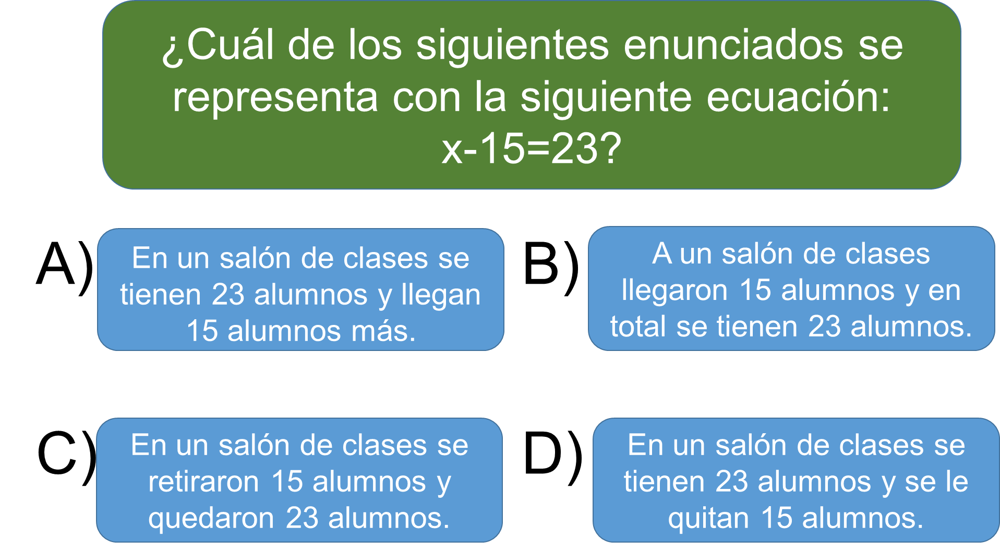 ¿Cuál de los siguientes enunciados se
representa con la siguiente ecuación:
x-15=23?
A)
En un salón de clases se
tienen 23 alumnos y llegan
15 alumnos más.
B)
A un salón de clases
llegaron 15 alumnos y en
total se tienen 23 alumnos.
C)
En un salón de clases se
retiraron 15 alumnos y
quedaron 23 alumnos.
D)
En un salón de clases se
tienen 23 alumnos y se le
quitan 15 alumnos.